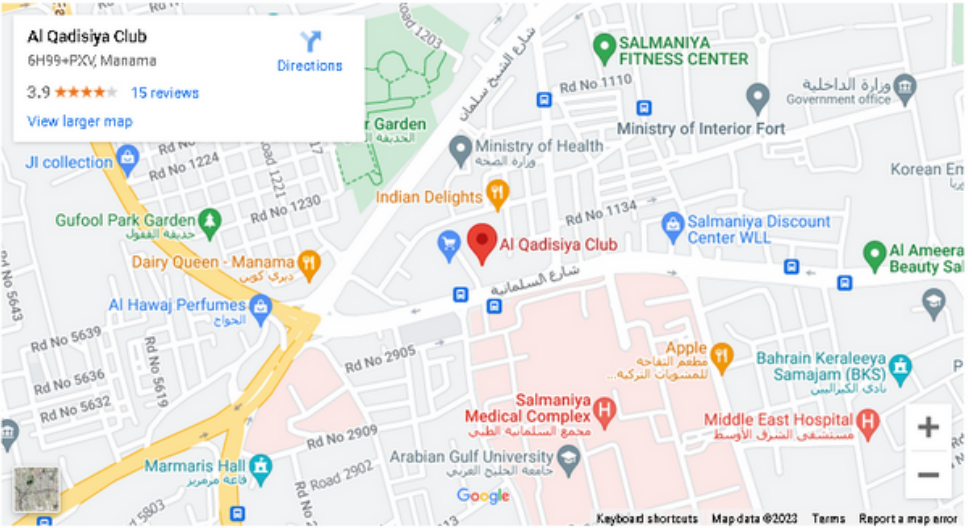 Al Qadisiya Club
6H99+PXV, Manama
3.9
15 reviews
View larger map
Directions
Road 1203
شارع الشيخ سلمان
SALMANIYA
FITNESS CENTER
Rd No 1110
وزارة الداخلية
Government office
r Garden
Ministry of Interior Fort
Ministry of Health
وزارة الصحة
JI collection
Rd No 1224
Road 1221
17
Korean Em
Indian Delights
Rd No 1230
Rd No 1134
Gufool Park Garden
حديقة القفول
Salmaniya Discount
Center WLL
Al Qadisiya Club
Al Ameera
Beauty Sal
Dairy Queen - Manama
ديري كوين
شارع السلمانية
Rd No 5643
Al Hawaj Perfumes
الحواج
Rd No 5639
Rd No 5619
Rd No 2905
Apple
مطعم التفاحة
للمشويات التركية...
Bahrain Keraleeya
Samajam (BKS)
نادي الكيراليين
Rd No 5636
Rd No 5632
Salmaniya
Medical Complex
مجمع السلمانية الطبي
Middle East Hospital
مستشفى الشرق الأوسط
Rd No 2909
Arabian Gulf University
جامعة الخليج العربي
Marmaris Hall
قاعة مرمريز
Road 2902
Rd No 2
5803
Google
Keyboard shortcuts
Map data ©2023
Terms
Report a map error